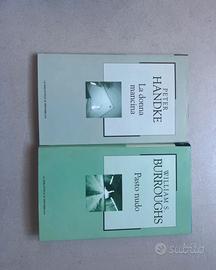 PETER
HANDKE
La donna
mancina
WILLIAM S.
BURROUGHS
Pasto nudo
subito